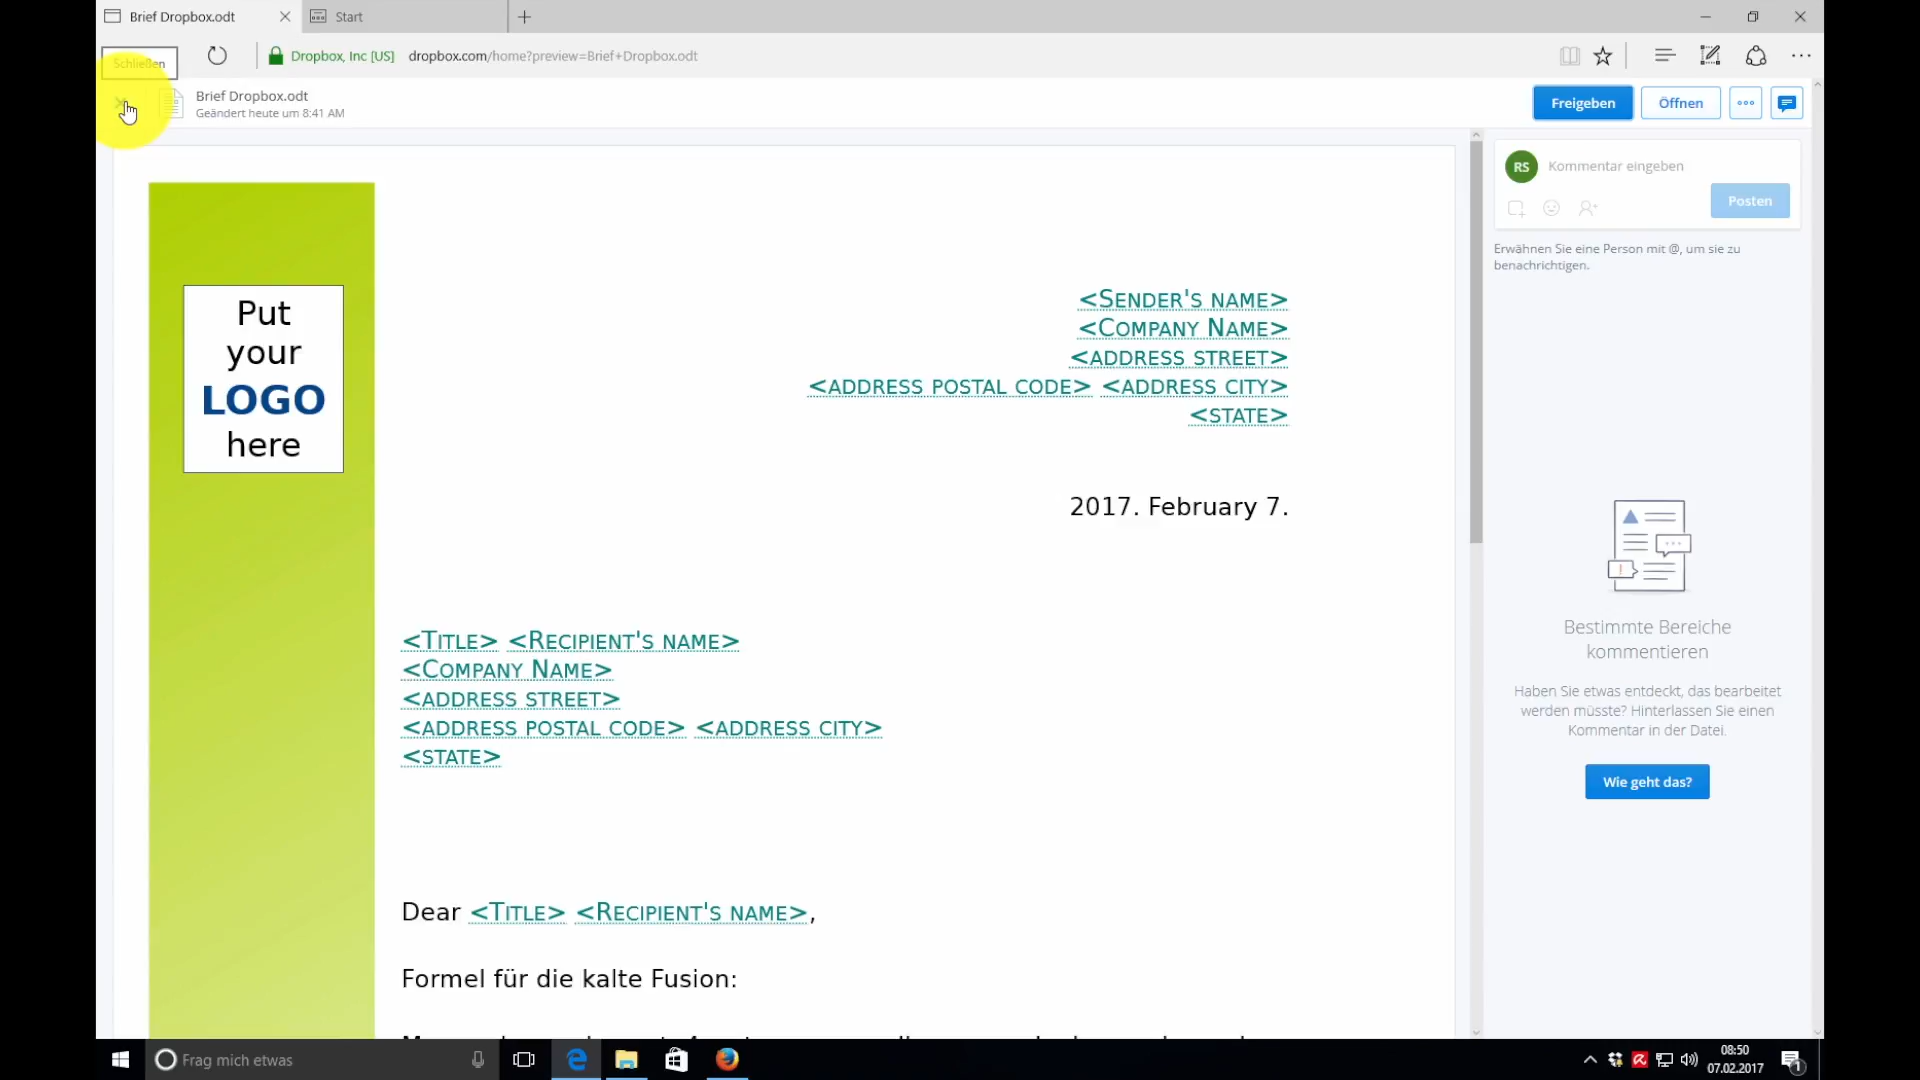 Brief Dropbox.odt
Start
Schließen
Dropbox, Inc [US]
dropbox.com/home?preview=Brief+Dropbox.odt
Brief Dropbox.odt
Geändert heute um 8:41 AM
Freigeben
Öffnen
RS
Kommentar eingeben
Posten
Erwähnen Sie eine Person mit @, um sie zu
benachrichtigen.
Put
your
LOGO
here
<SENDER'S NAME>
<COMPANY NAME>
<ADDRESS STREET>
<ADDRESS POSTAL CODE> <ADDRESS CITY>
<STATE>
2017. February 7.
<TITLE> <RECIPIENT'S NAME>
<COMPANY NAME>
<ADDRESS STREET>
<ADDRESS POSTAL CODE> <ADDRESS CITY>
<STATE>
Dear <TITLE> <RECIPIENT'S NAME>,
Formel für die kalte Fusion:
Bestimmte Bereiche
kommentieren
Haben Sie etwas entdeckt, das bearbeitet
werden müsste? Hinterlassen Sie einen
Kommentar in der Datei.
Wie geht das?
Frag mich etwas
08:50
07.02.2017
1